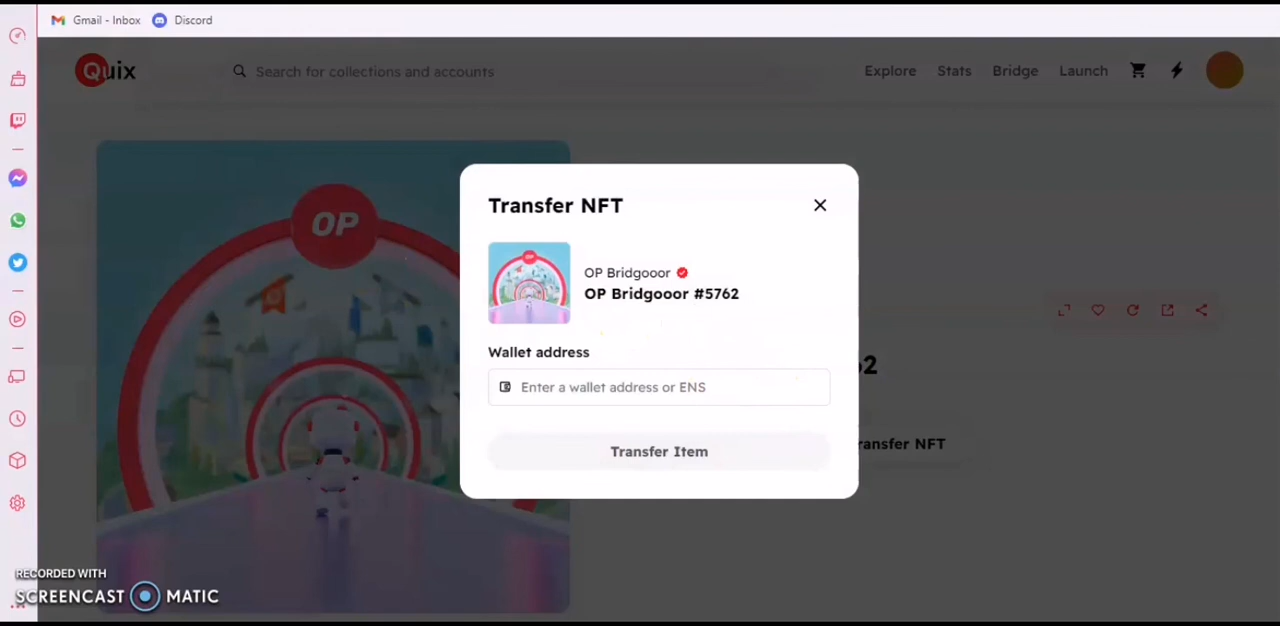 Gmail - Inbox
Discord
Quix
Search for collections and accounts
Explore
Stats
Bridge
Launch
OP
Transfer NFT
OP Bridgooor
OP Bridgooor #5762
Wallet address
Enter a wallet address or ENS
Transfer Item
62
ransfer NFT
RECORDED WITH
SCREENCAST MATIC